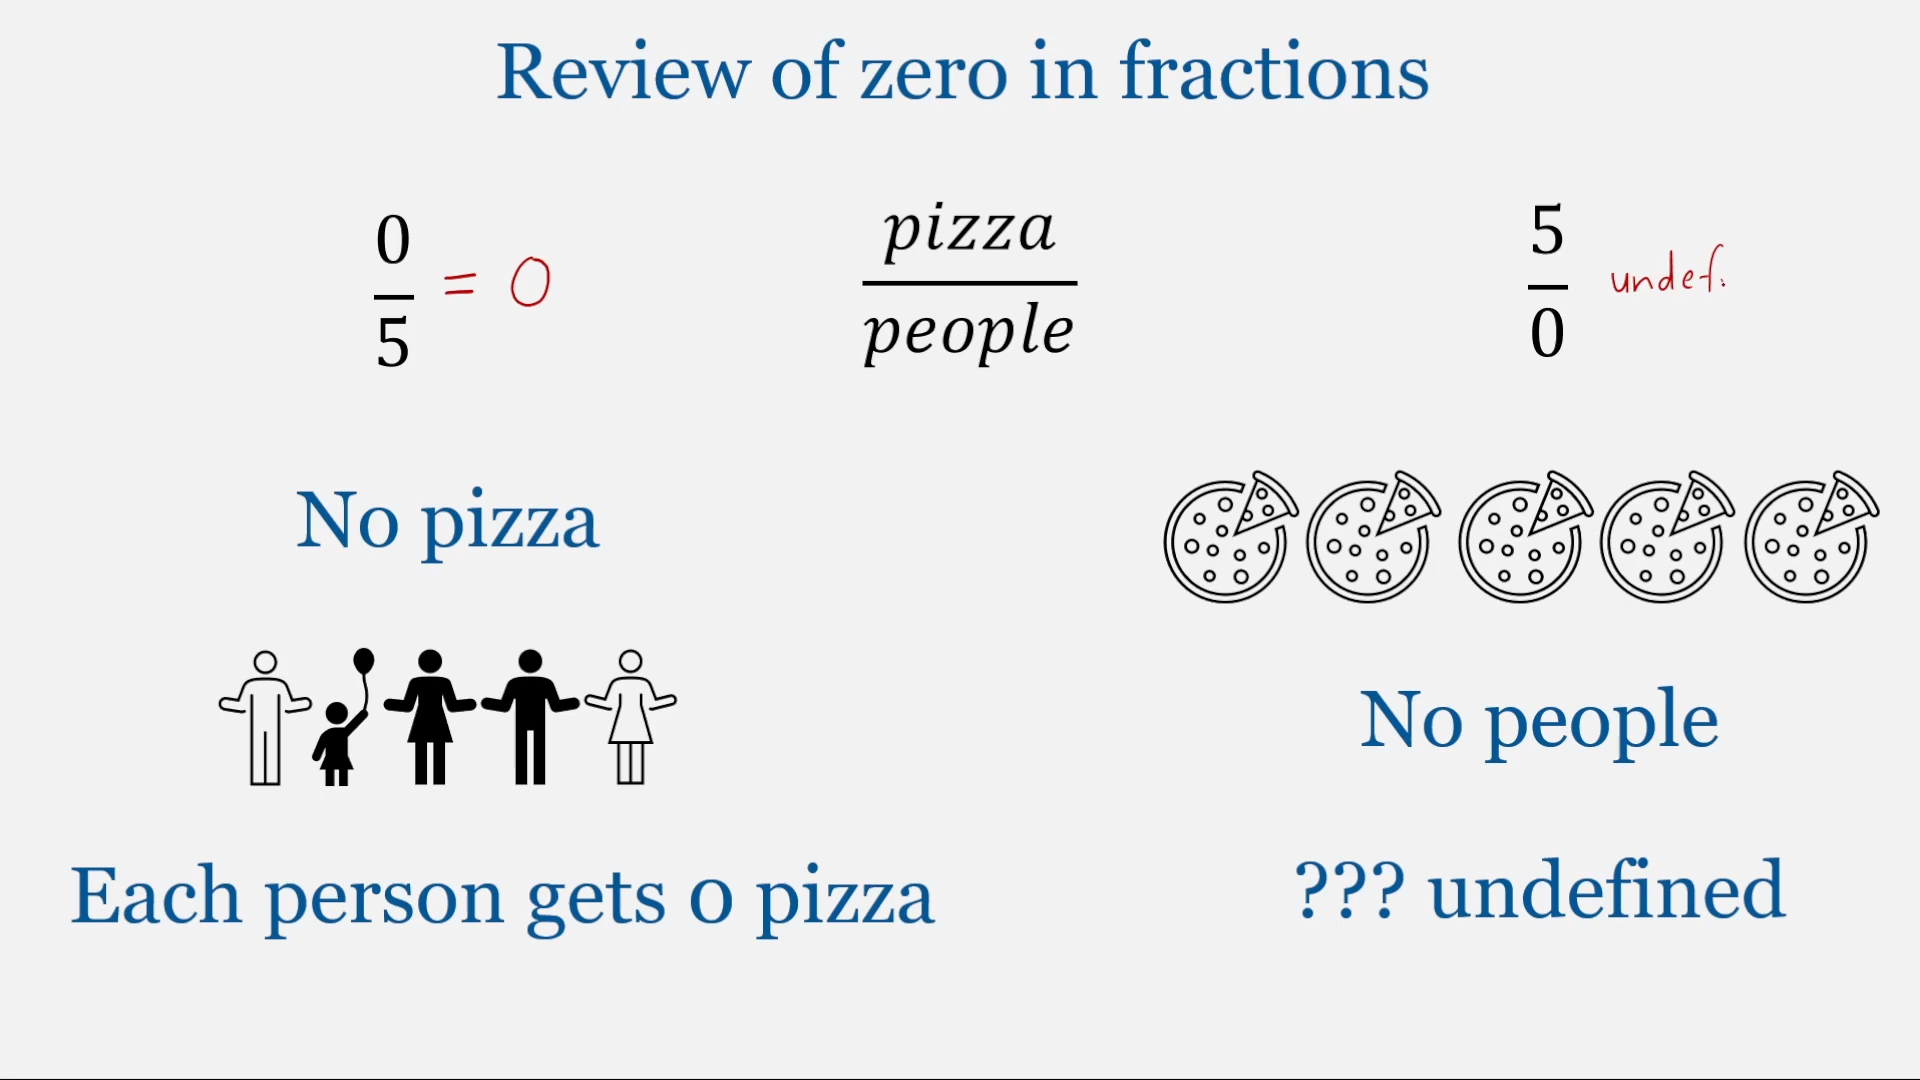 Review of zero in fractions
0
5
= 0
pizza
people
5
0
undef.
No pizza
Each person gets 0 pizza
No people
??? undefined